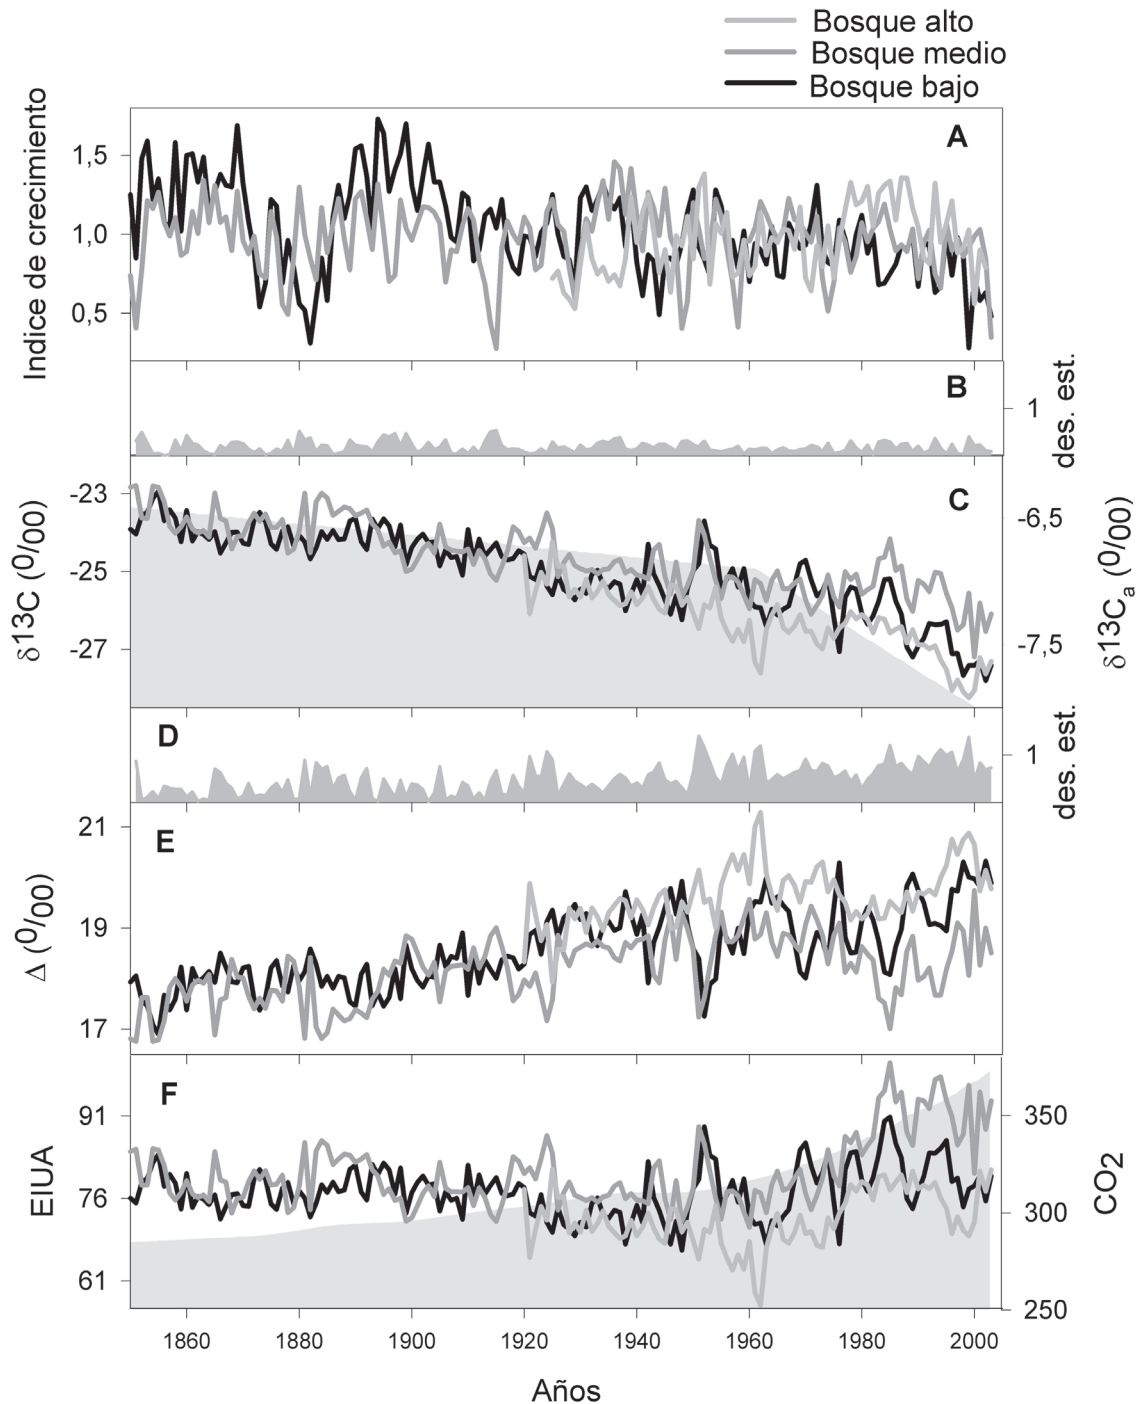 Bosque alto
Bosque medio
Bosque bajo
A
Indice de crecimiento
1,5
1,0
0,5
B
1
des. est.
C
δ13C (0/00)
-23
-25
-27
-6,5
-7,5
δ13Ca (0/00)
D
1
des. est.
E
Δ (0/00)
21
19
17
F
EIUA
91
76
61
350
300
250
CO2
1860 1880 1900 1920 1940 1960 1980 2000
Años